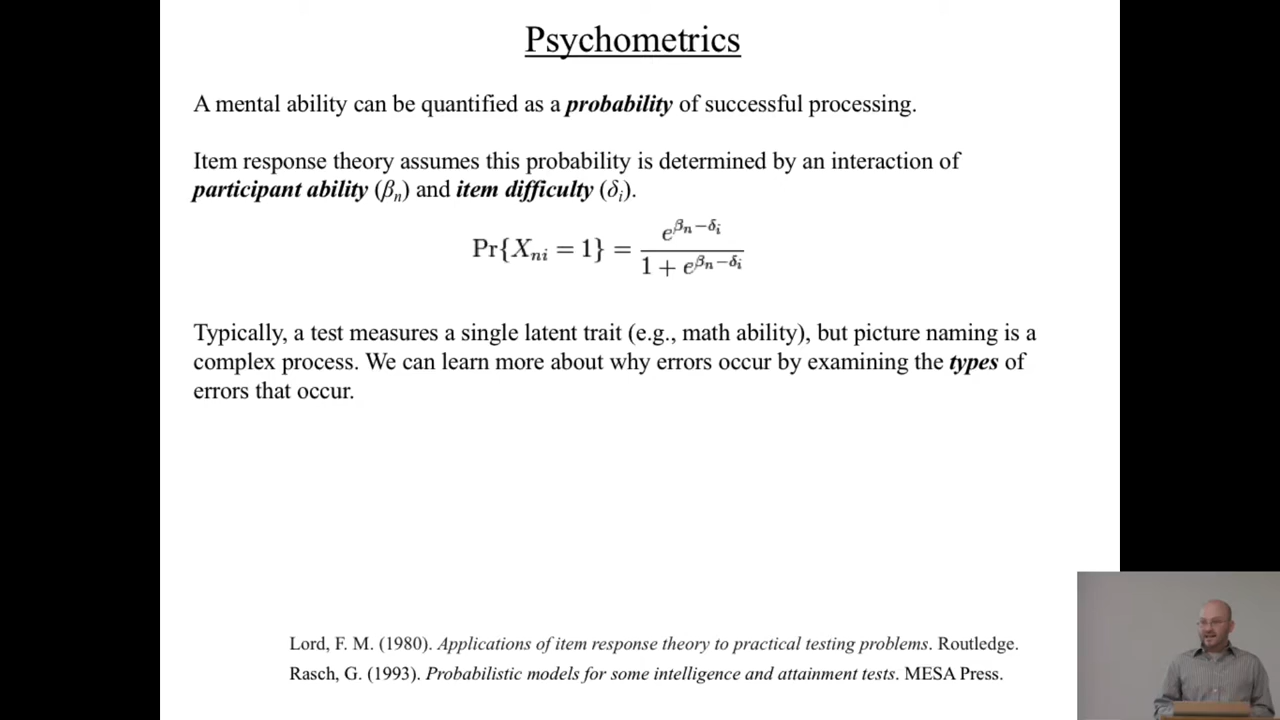 Psychometrics
A mental ability can be quantified as a probability of successful processing.
Item response theory assumes this probability is determined by an interaction of
participant ability (βₙ) and item difficulty (δᵢ).
Pr{Xₙᵢ = 1} = e^(βₙ−δᵢ) / (1 + e^(βₙ−δᵢ))
Typically, a test measures a single latent trait (e.g., math ability), but picture naming is a
complex process. We can learn more about why errors occur by examining the types of
errors that occur.
Lord, F. M. (1980). Applications of item response theory to practical testing problems. Routledge.
Rasch, G. (1993). Probabilistic models for some intelligence and attainment tests. MESA Press.